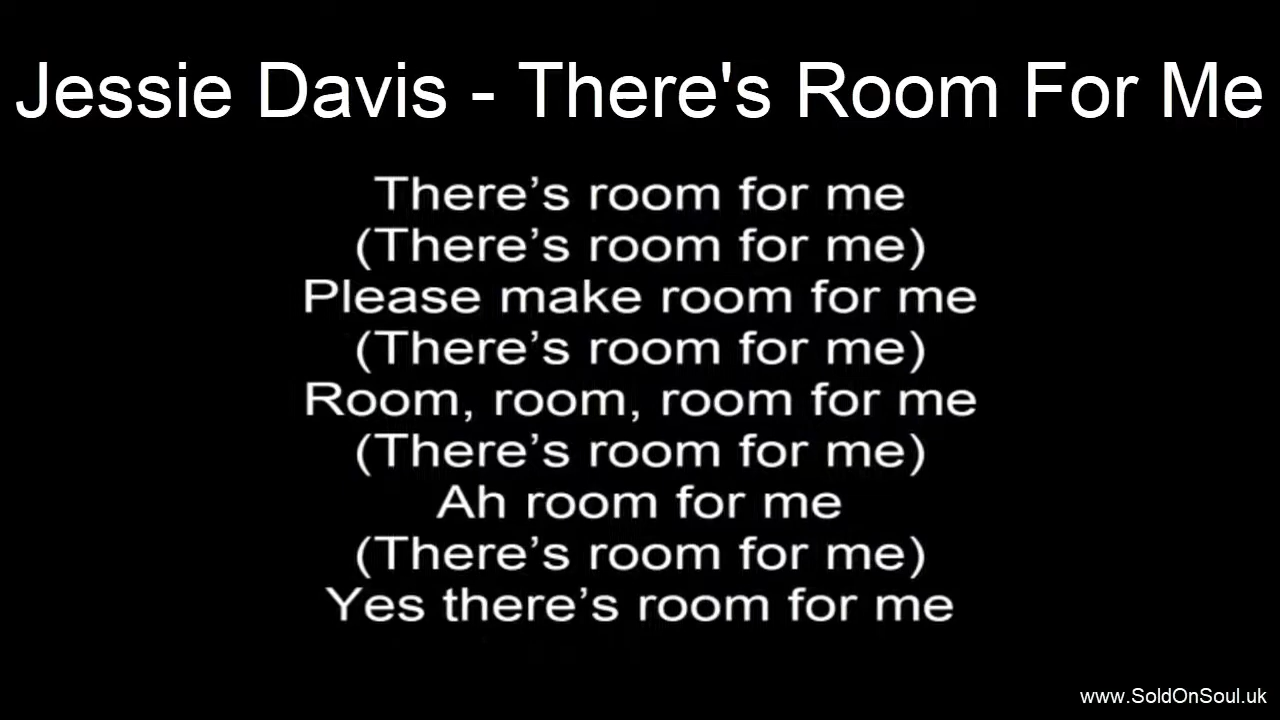 Jessie Davis - There's Room For Me
There’s room for me
(There’s room for me)
Please make room for me
(There’s room for me)
Room, room, room for me
(There’s room for me)
Ah room for me
(There’s room for me)
Yes there’s room for me
www.SoldOnSoul.uk